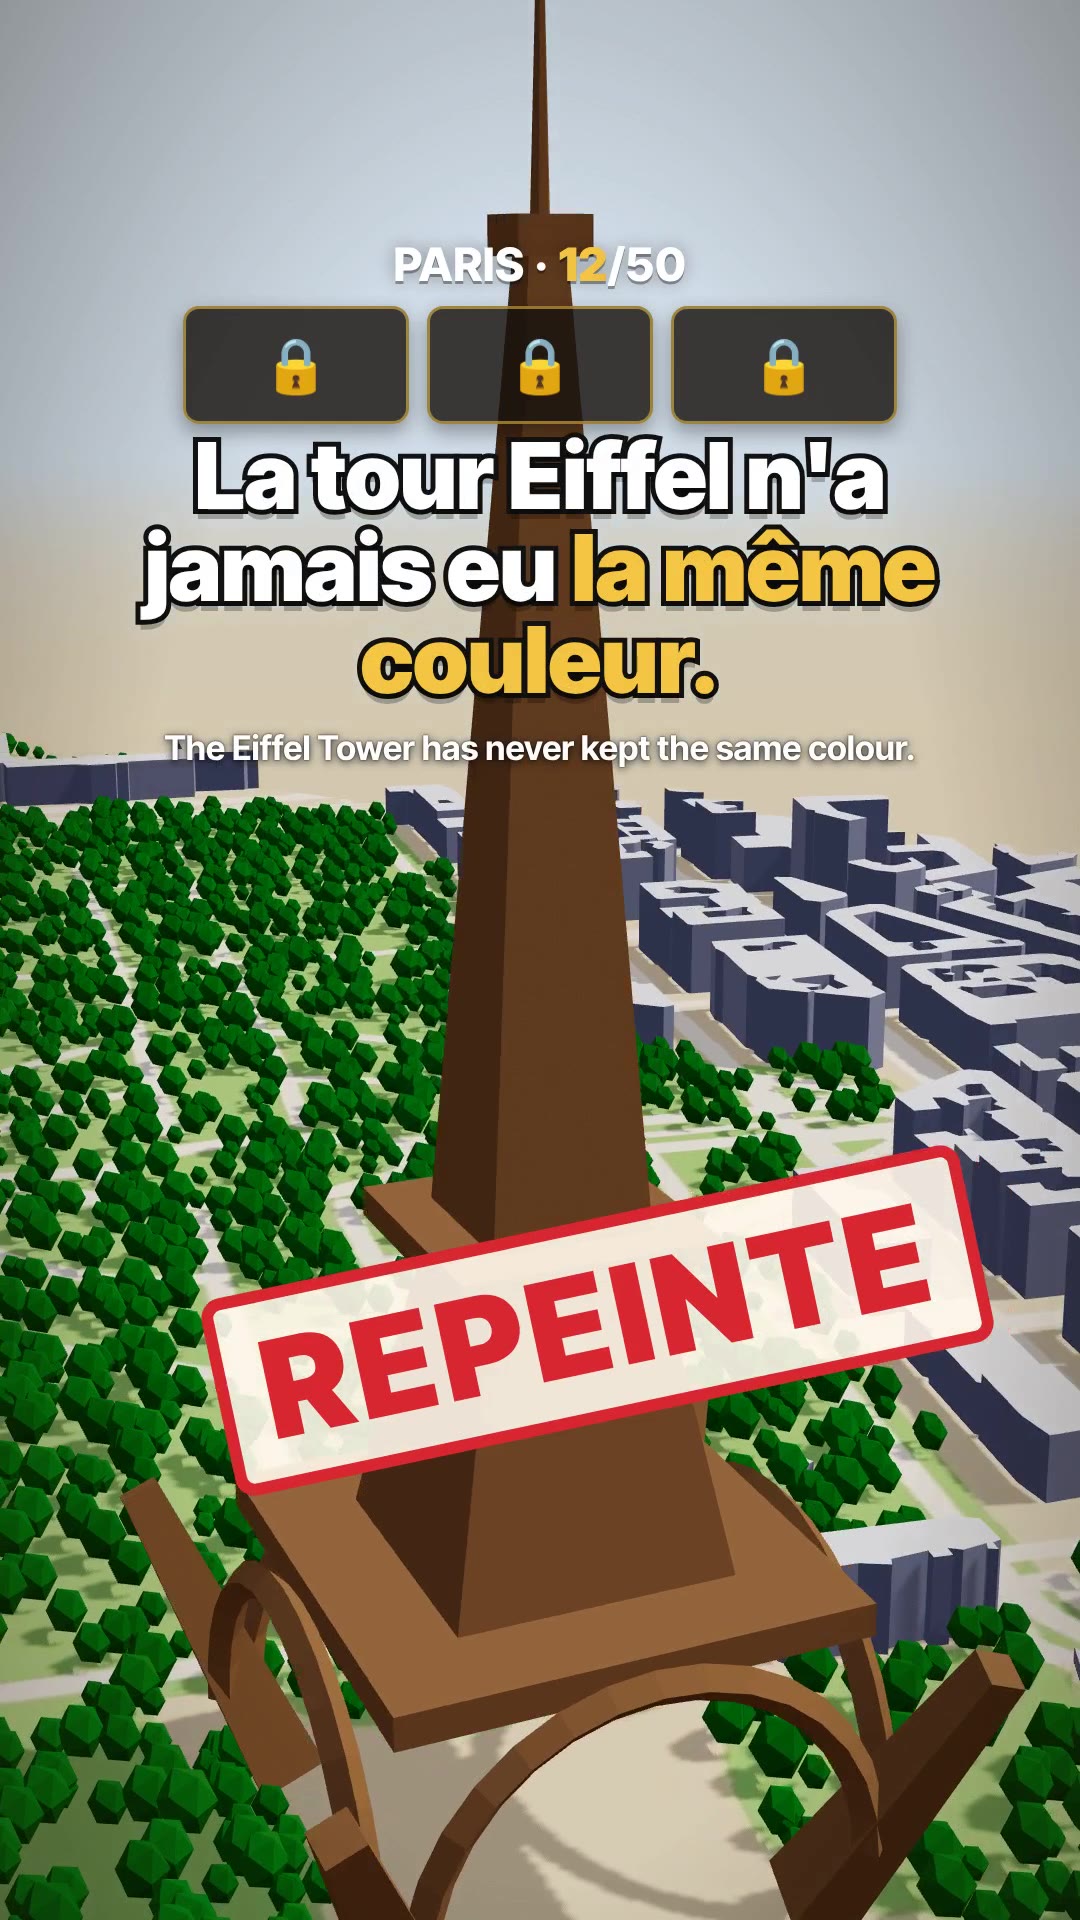 PARIS · 12/50
La tour Eiffel n'a
jamais eu la même
couleur.
The Eiffel Tower has never kept the same colour.
REPEINTE